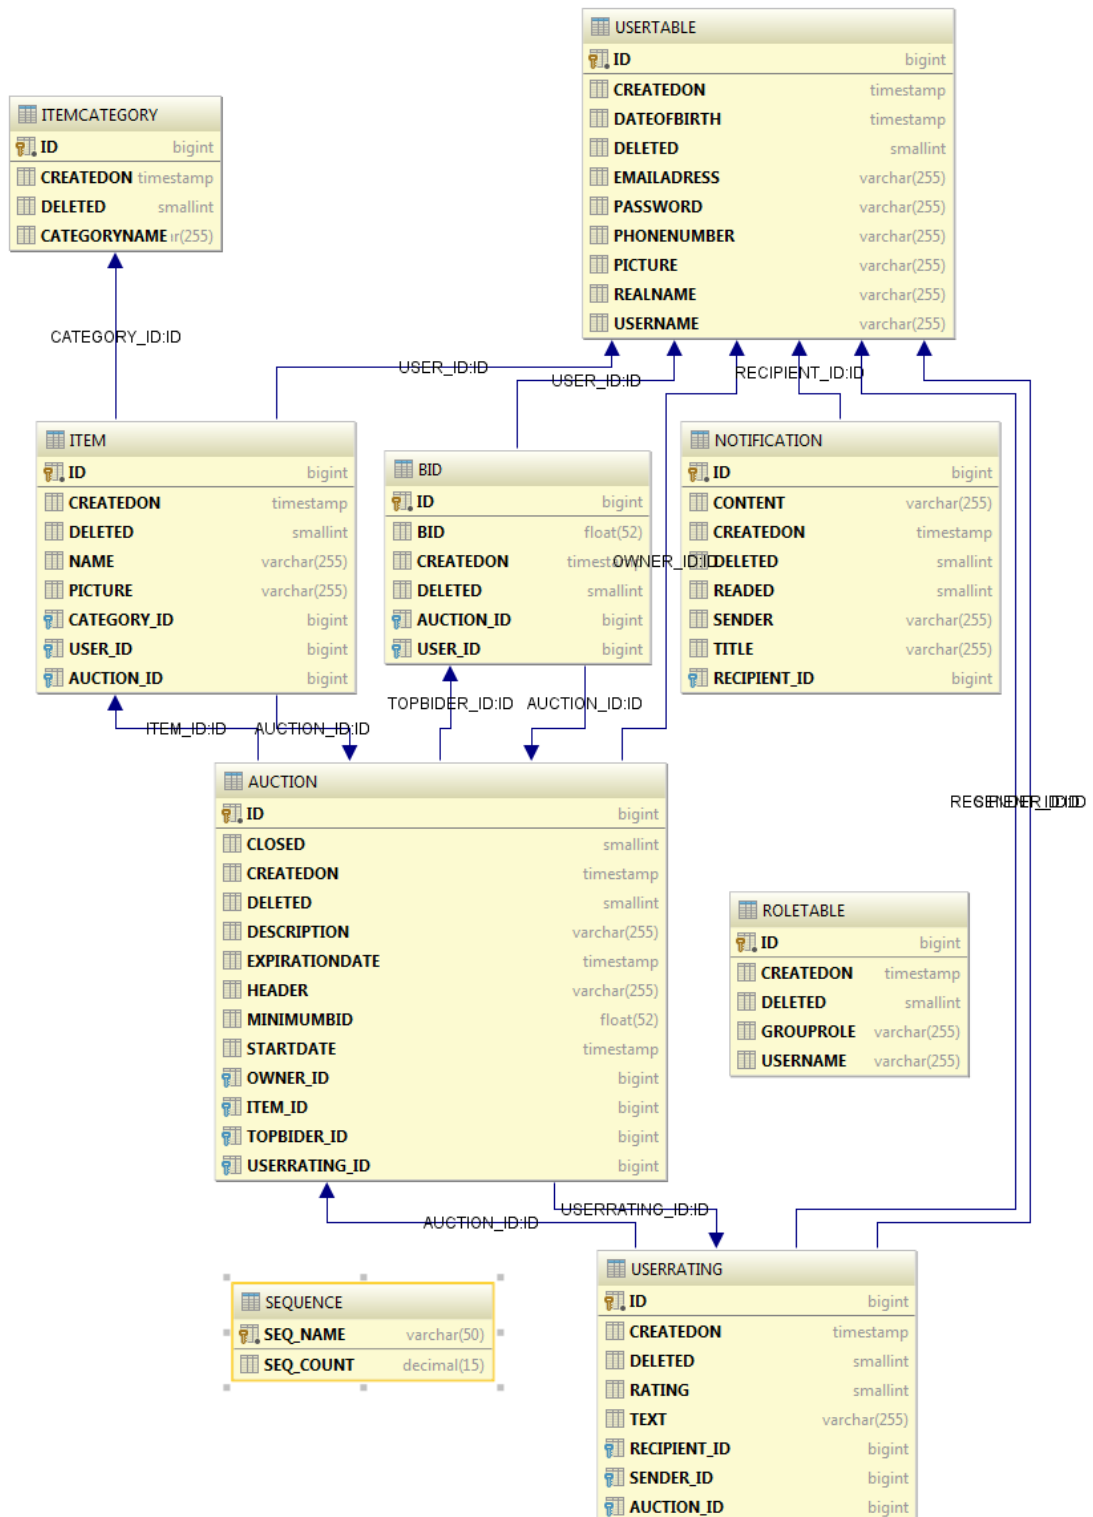 USERTABLE
ID bigint
CREATEDON timestamp
DATEOFBIRTH timestamp
DELETED smallint
EMAILADRESS varchar(255)
PASSWORD varchar(255)
PHONENUMBER varchar(255)
PICTURE varchar(255)
REALNAME varchar(255)
USERNAME varchar(255)
ITEMCATEGORY
ID bigint
CREATEDON timestamp
DELETED smallint
CATEGORYNAME ır(255)
CATEGORY_ID:ID
USER_ID:ID
USER_ID:ID
RECIPIENT_ID:ID
ITEM
ID bigint
CREATEDON timestamp
DELETED smallint
NAME varchar(255)
PICTURE varchar(255)
CATEGORY_ID bigint
USER_ID bigint
AUCTION_ID bigint
BID
ID bigint
BID float(52)
CREATEDON timestamp
DELETED smallint
AUCTION_ID bigint
USER_ID bigint
OWNER_ID:ID
NOTIFICATION
ID bigint
CONTENT varchar(255)
CREATEDON timestamp
DELETED smallint
READED smallint
SENDER varchar(255)
TITLE varchar(255)
RECIPIENT_ID bigint
ITEM_ID:ID
AUCTION_ID:ID
TOPBIDER_ID:ID
AUCTION_ID:ID
AUCTION
ID bigint
CLOSED smallint
CREATEDON timestamp
DELETED smallint
DESCRIPTION varchar(255)
EXPIRATIONDATE timestamp
HEADER varchar(255)
MINIMUMBID float(52)
STARTDATE timestamp
OWNER_ID bigint
ITEM_ID bigint
TOPBIDER_ID bigint
USERRATING_ID bigint
ROLETABLE
ID bigint
CREATEDON timestamp
DELETED smallint
GROUPROLE varchar(255)
USERNAME varchar(255)
AUCTION_ID:ID
USERRATING_ID:ID
SEQUENCE
SEQ_NAME varchar(50)
SEQ_COUNT decimal(15)
USERRATING
ID bigint
CREATEDON timestamp
DELETED smallint
RATING smallint
TEXT varchar(255)
RECIPIENT_ID bigint
SENDER_ID bigint
AUCTION_ID bigint